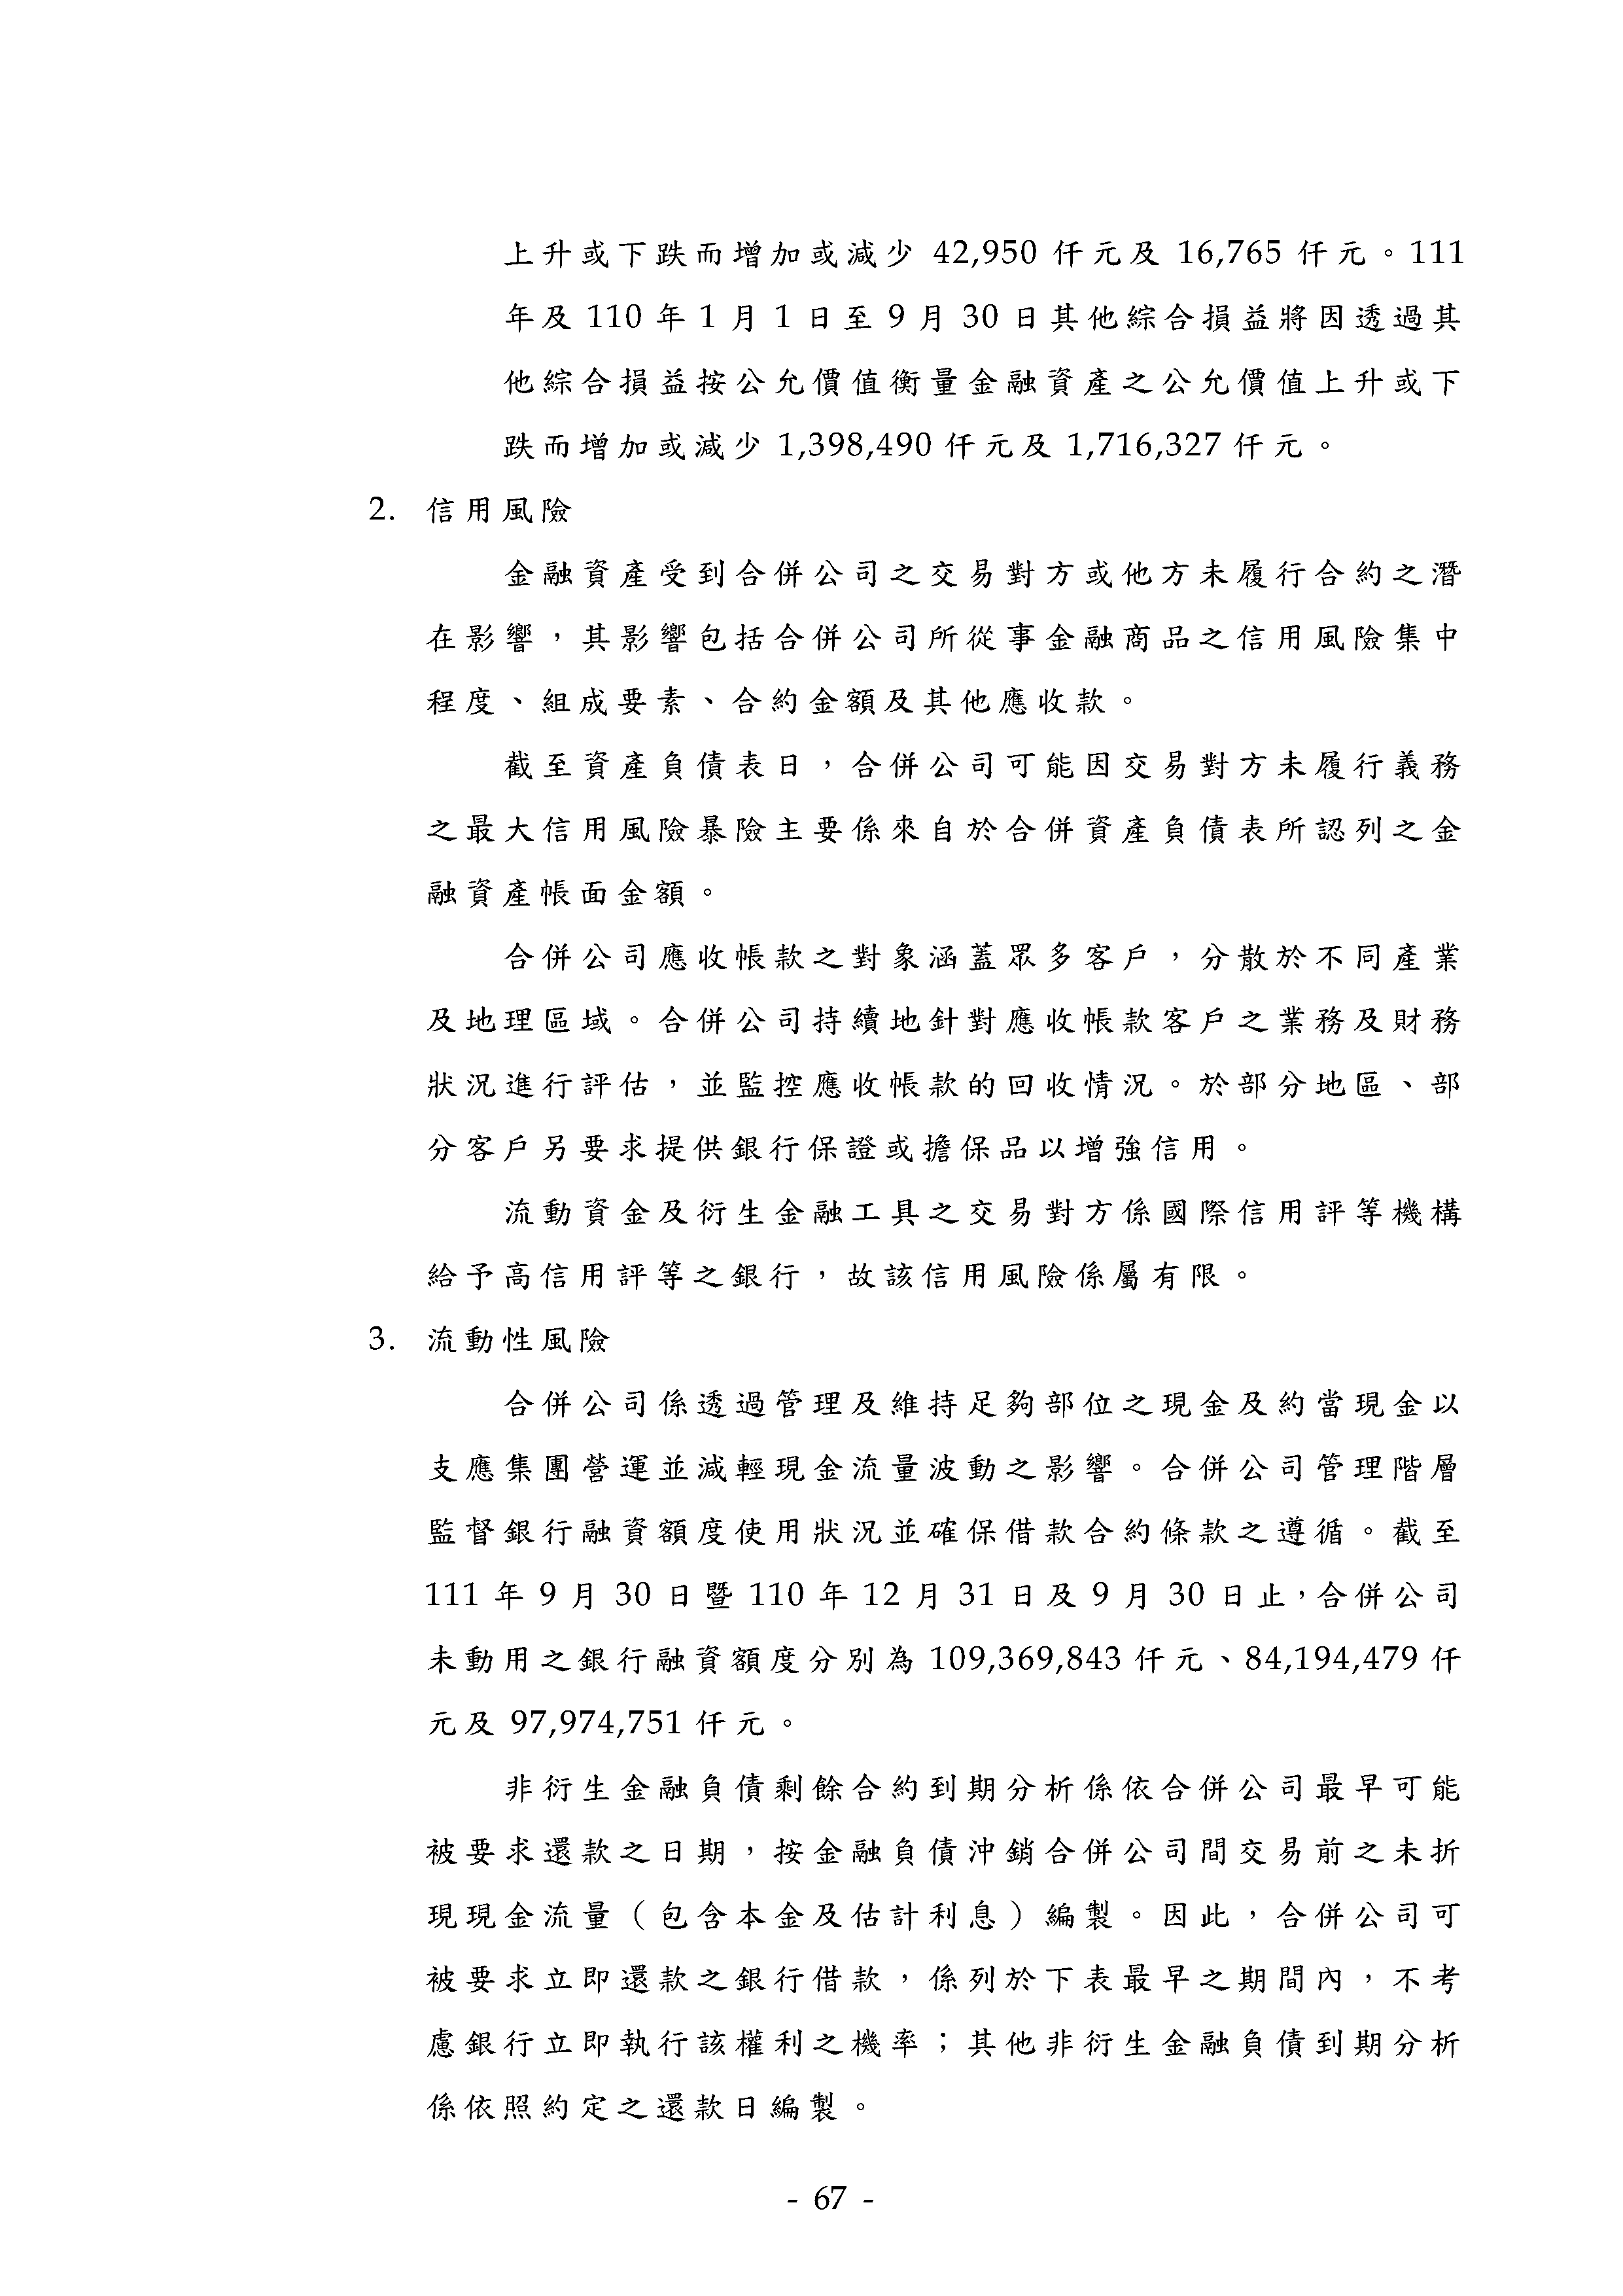 上升或下跌而增加或減少 42,950 仟元及 16,765 仟元。111
年及 110 年 1 月 1 日至 9 月 30 日其他綜合損益將因透過其
他綜合損益按公允價值衡量金融資產之公允價值上升或下
跌而增加或減少 1,398,490 仟元及 1,716,327 仟元。
2. 信用風險
金融資產受到合併公司之交易對方或他方未履行合約之潛
在影響，其影響包括合併公司所從事金融商品之信用風險集中
程度、組成要素、合約金額及其他應收款。
截至資產負債表日，合併公司可能因交易對方未履行義務
之最大信用風險暴險主要係來自於合併資產負債表所認列之金
融資產帳面金額。
合併公司應收帳款之對象涵蓋眾多客戶，分散於不同產業
及地理區域。合併公司持續地針對應收帳款客戶之業務及財務
狀況進行評估，並監控應收帳款的回收情況。於部分地區、部
分客戶另要求提供銀行保證或擔保品以增強信用。
流動資金及衍生金融工具之交易對方係國際信用評等機構
給予高信用評等之銀行，故該信用風險係屬有限。
3. 流動性風險
合併公司係透過管理及維持足夠部位之現金及約當現金以
支應集團營運並減輕現金流量波動之影響。合併公司管理階層
監督銀行融資額度使用狀況並確保借款合約條款之遵循。截至
111 年 9 月 30 日暨 110 年 12 月 31 日及 9 月 30 日止，合併公司
未動用之銀行融資額度分別為 109,369,843 仟元、84,194,479 仟
元及 97,974,751 仟元。
非衍生金融負債剩餘合約到期分析係依合併公司最早可能
被要求還款之日期，按金融負債沖銷合併公司間交易前之未折
現現金流量（包含本金及估計利息）編製。因此，合併公司可
被要求立即還款之銀行借款，係列於下表最早之期間內，不考
慮銀行立即執行該權利之機率；其他非衍生金融負債到期分析
係依照約定之還款日編製。
- 67 -